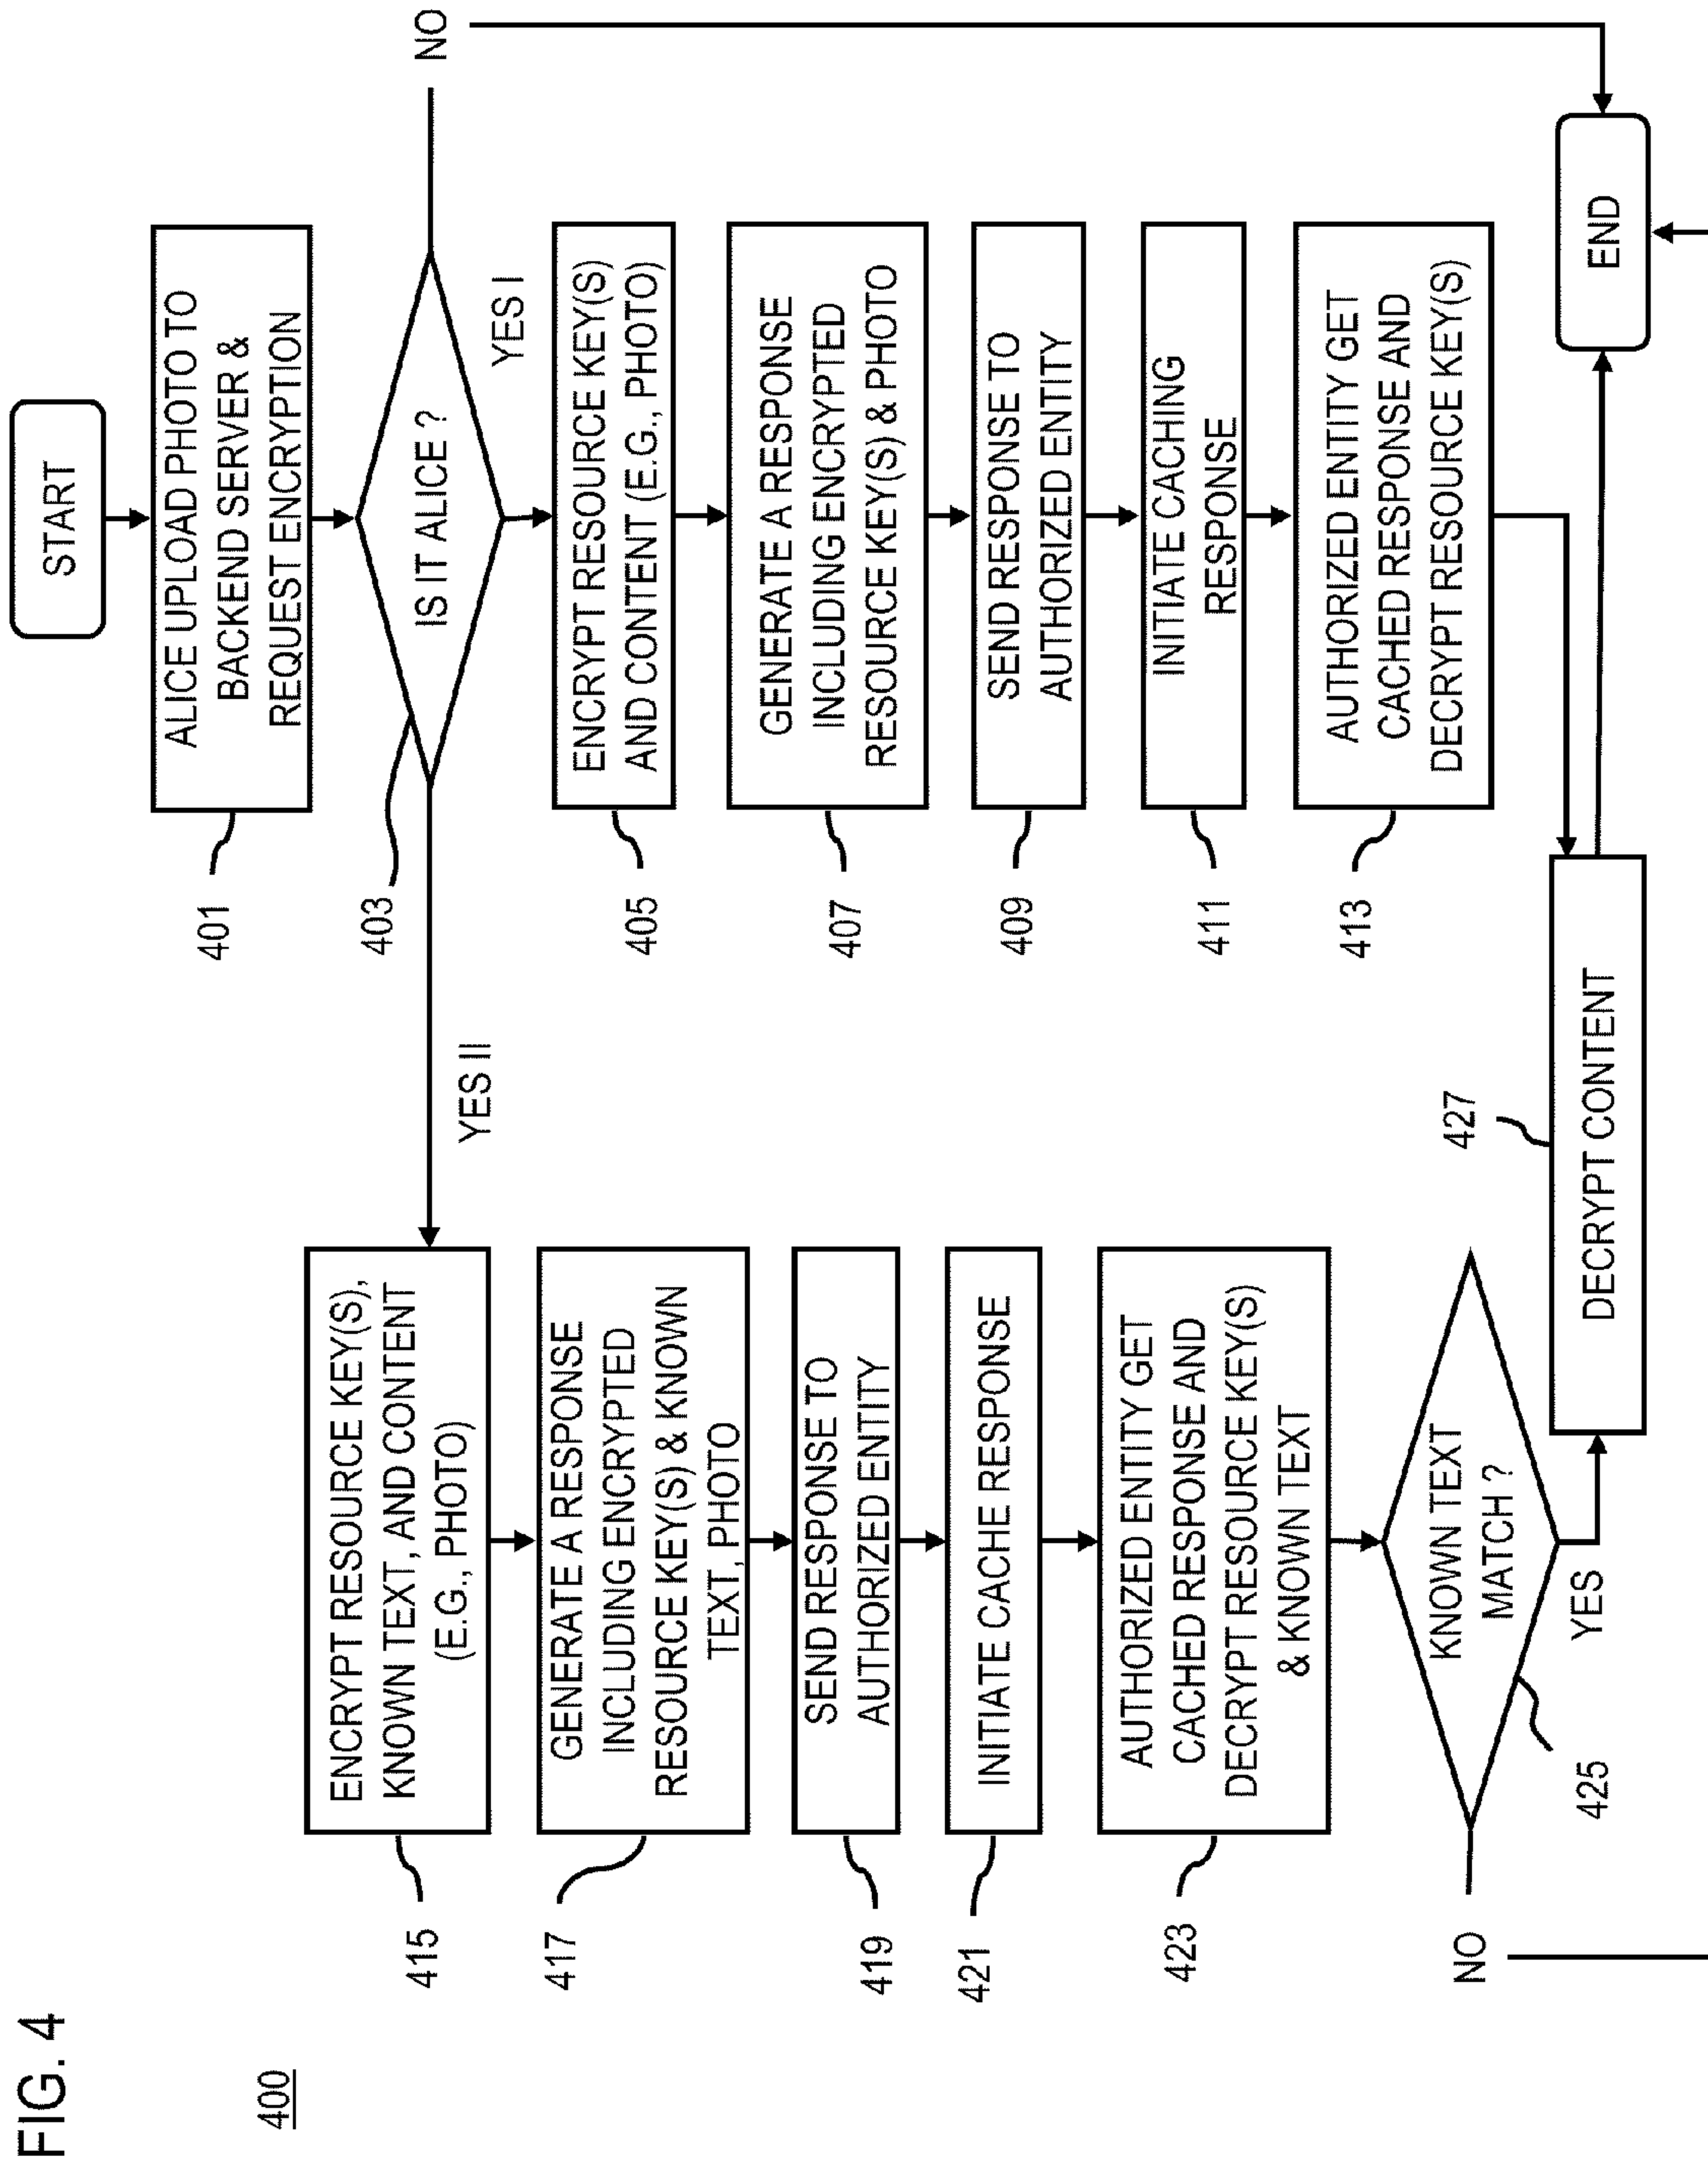 FIG. 4
400
START
401
ALICE UPLOAD PHOTO TO
BACKEND SERVER &
REQUEST ENCRYPTION
403
IS IT ALICE ?
NO
YES I
YES II
405
ENCRYPT RESOURCE KEY(S)
AND CONTENT (E.G., PHOTO)
407
GENERATE A RESPONSE
INCLUDING ENCRYPTED
RESOURCE KEY(S) & PHOTO
409
SEND RESPONSE TO
AUTHORIZED ENTITY
411
INITIATE CACHING
RESPONSE
413
AUTHORIZED ENTITY GET
CACHED RESPONSE AND
DECRYPT RESOURCE KEY(S)
415
ENCRYPT RESOURCE KEY(S),
KNOWN TEXT, AND CONTENT
(E.G., PHOTO)
417
GENERATE A RESPONSE
INCLUDING ENCRYPTED
RESOURCE KEY(S) & KNOWN
TEXT, PHOTO
419
SEND RESPONSE TO
AUTHORIZED ENTITY
421
INITIATE CACHE RESPONSE
423
AUTHORIZED ENTITY GET
CACHED RESPONSE AND
DECRYPT RESOURCE KEY(S)
& KNOWN TEXT
NO
KNOWN TEXT
MATCH ?
425
YES
427
DECRYPT CONTENT
END